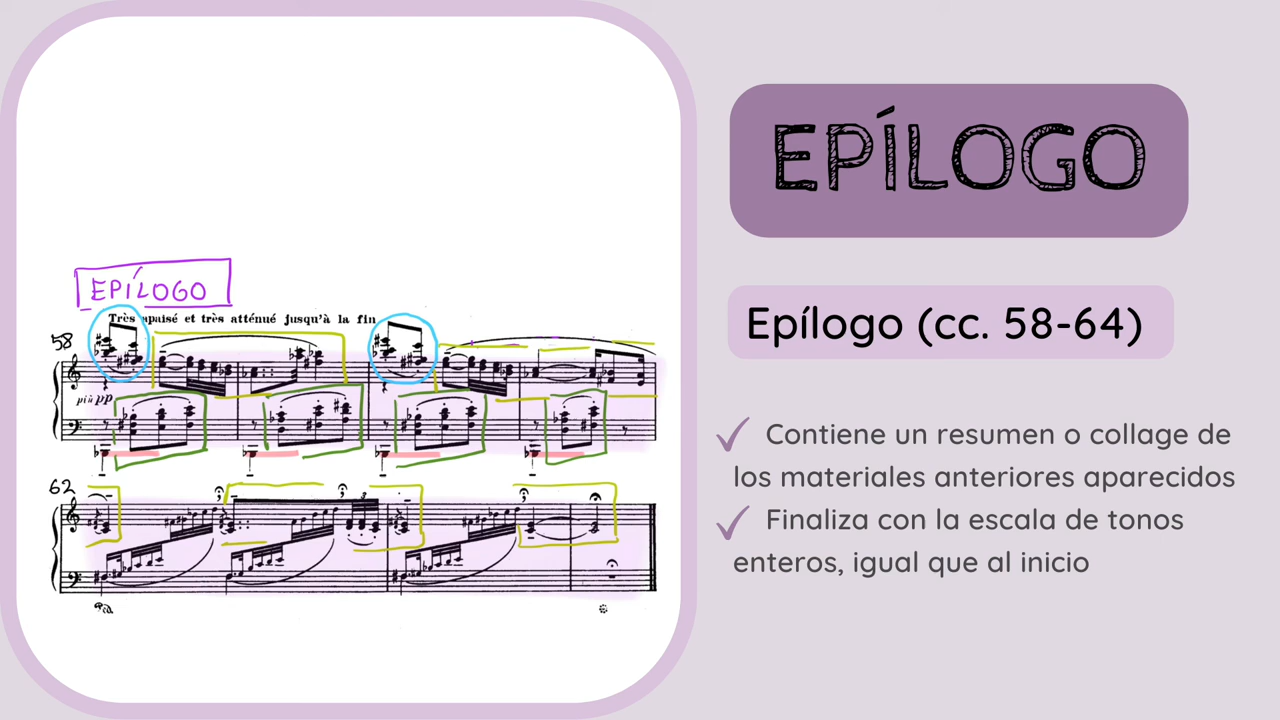 EPÍLOGO
Très apaisé et très atténué jusqu'à la fin
58
più pp
62
3
EPÍLOGO
Epílogo (cc. 58-64)
✓ Contiene un resumen o collage de
los materiales anteriores aparecidos
✓ Finaliza con la escala de tonos
enteros, igual que al inicio